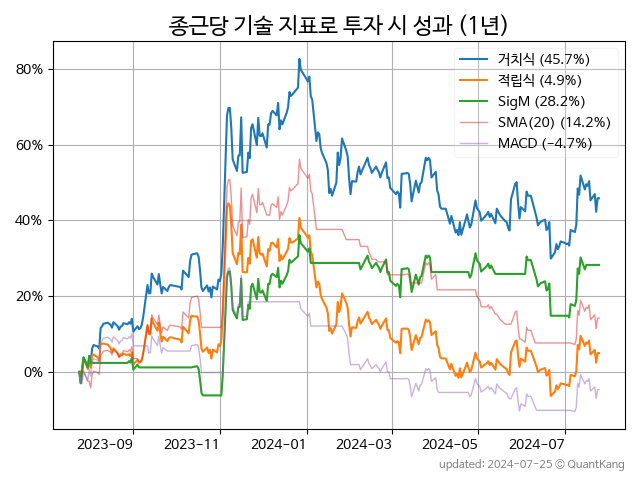 종근당 기술 지표로 투자 시 성과 (1년)
거치식 (45.7%)
적립식 (4.9%)
SigM (28.2%)
SMA(20) (14.2%)
MACD (-4.7%)
80%
60%
40%
20%
0%
2023-09 2023-11 2024-01 2024-03 2024-05 2024-07
updated: 2024-07-25 © QuantKang